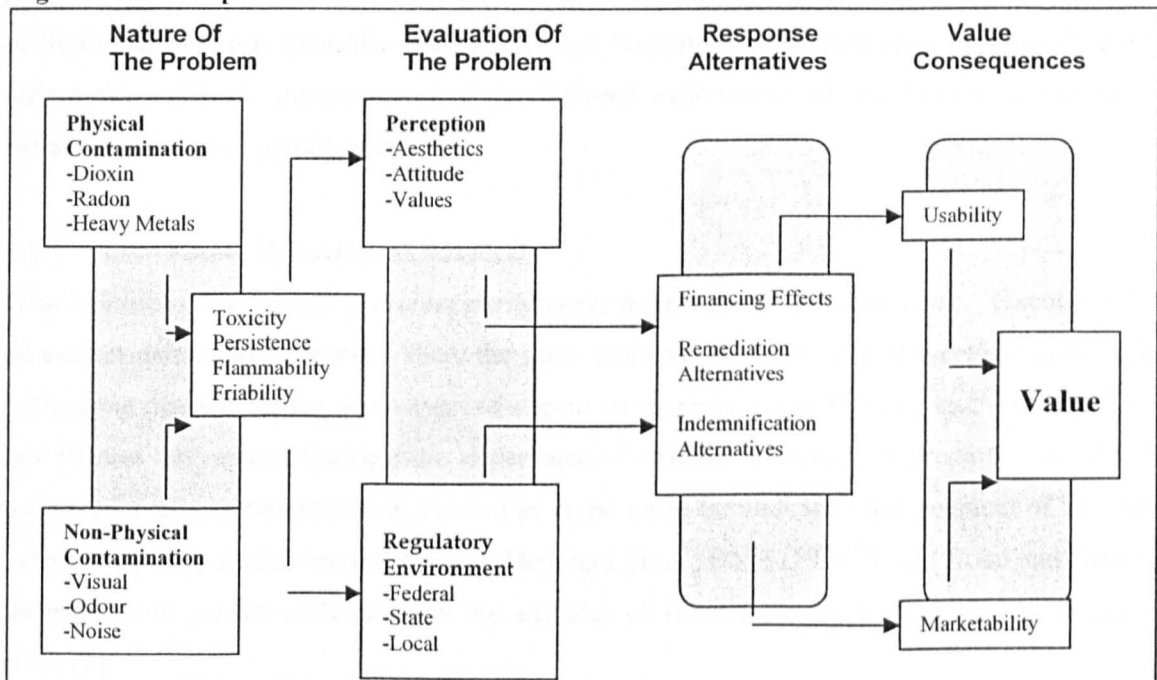 Nature Of
The Problem
Evaluation Of
The Problem
Response
Alternatives
Value
Consequences
Physical
Contamination
-Dioxin
-Radon
-Heavy Metals
Perception
-Aesthetics
-Attitude
-Values
Toxicity
Persistence
Flammability
Friability
Non-Physical
Contamination
-Visual
-Odour
-Noise
Regulatory
Environment
-Federal
-State
-Local
Financing Effects
Remediation
Alternatives
Indemnification
Alternatives
Usability
Value
Marketability